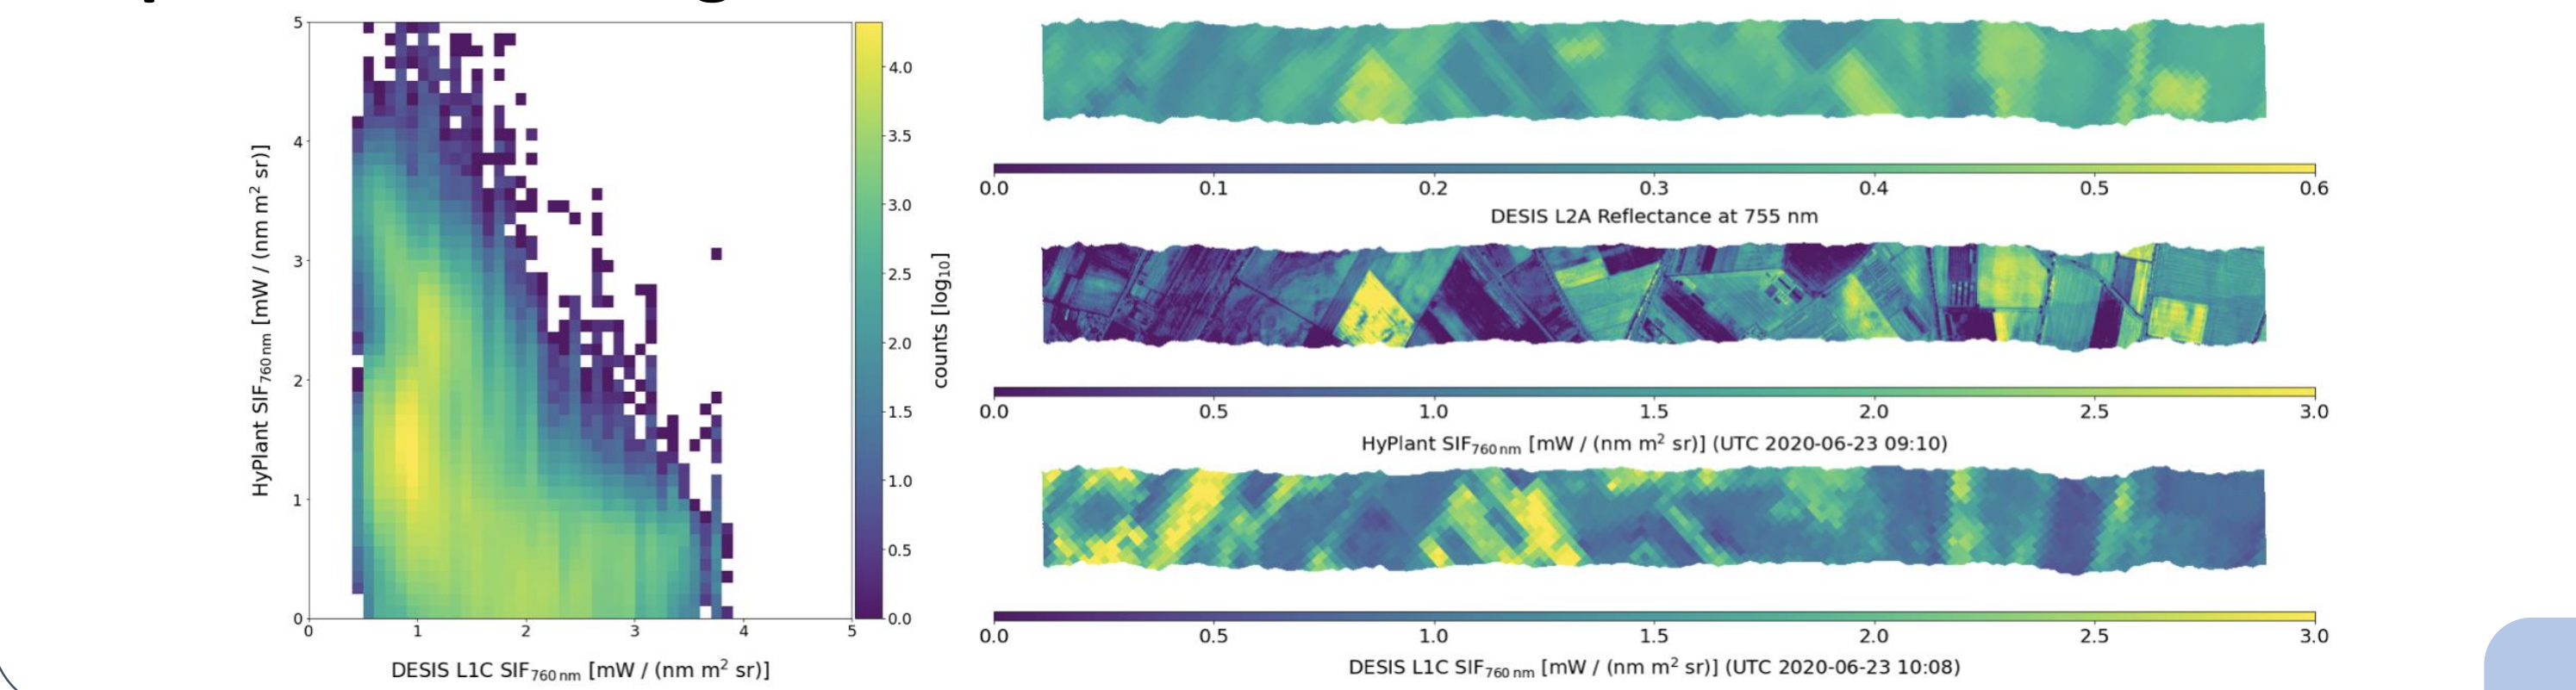 5
4
3
2
1
0
0 1 2 3 4 5
HyPlant SIF760 nm [mW / (nm m² sr)]
DESIS L1C SIF760 nm [mW / (nm m² sr)]
4.0
3.5
3.0
2.5
2.0
1.5
1.0
0.5
0.0
counts [log10]
0.0 0.1 0.2 0.3 0.4 0.5 0.6
DESIS L2A Reflectance at 755 nm
0.0 0.5 1.0 1.5 2.0 2.5 3.0
HyPlant SIF760 nm [mW / (nm m² sr)] (UTC 2020-06-23 09:10)
0.0 0.5 1.0 1.5 2.0 2.5 3.0
DESIS L1C SIF760 nm [mW / (nm m² sr)] (UTC 2020-06-23 10:08)